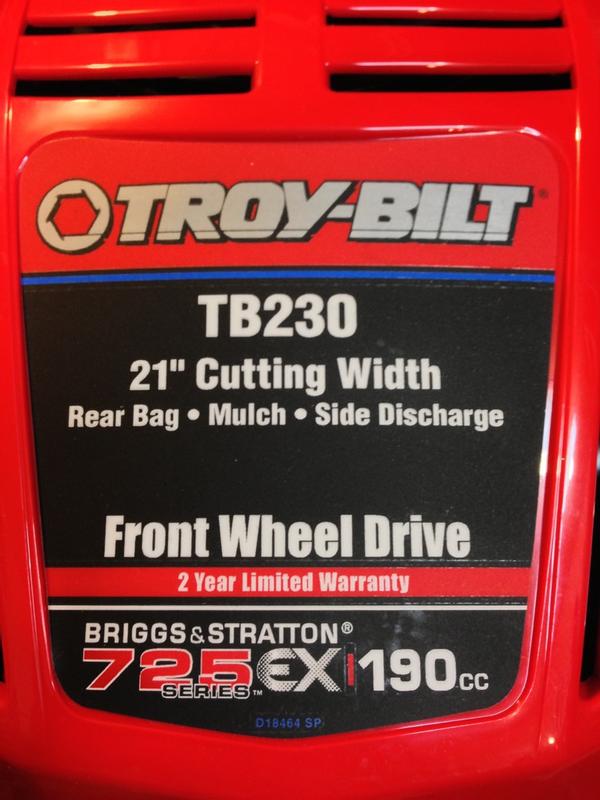 TROY-BILT®
TB230
21" Cutting Width
Rear Bag • Mulch • Side Discharge
Front Wheel Drive
2 Year Limited Warranty
BRIGGS & STRATTON®
725 EX 190cc
SERIES™
D18464 SP